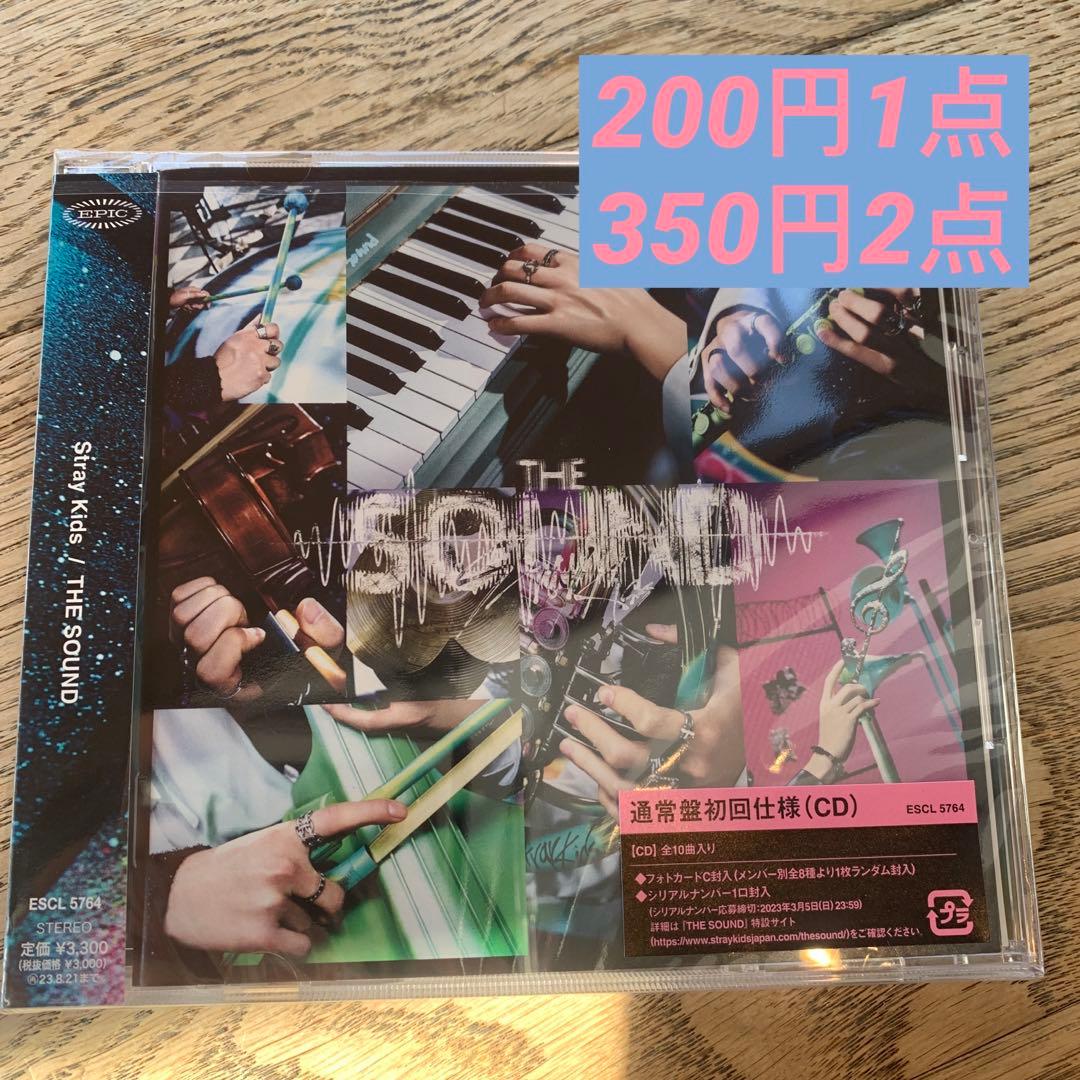 200円1点
350円2点
EPIC
Stray Kids / THE SOUND
THE
SOUND
通常盤初回仕様(CD)
ESCL 5764
[CD] 全10曲入り
◆フォトカードC封入(メンバー別全8種より1枚ランダム封入)
◆シリアルナンバー1口封入
(シリアルナンバー応募締切:2023年3月5日(日) 23:59)
詳細は『THE SOUND』特設サイト
(https://www.straykidsjapan.com/thesound/)をご確認ください。
プラ
ESCL 5764
STEREO
定価 ¥3,300
(税抜価格 ¥3,000)
Ⓡ23.8.21まで